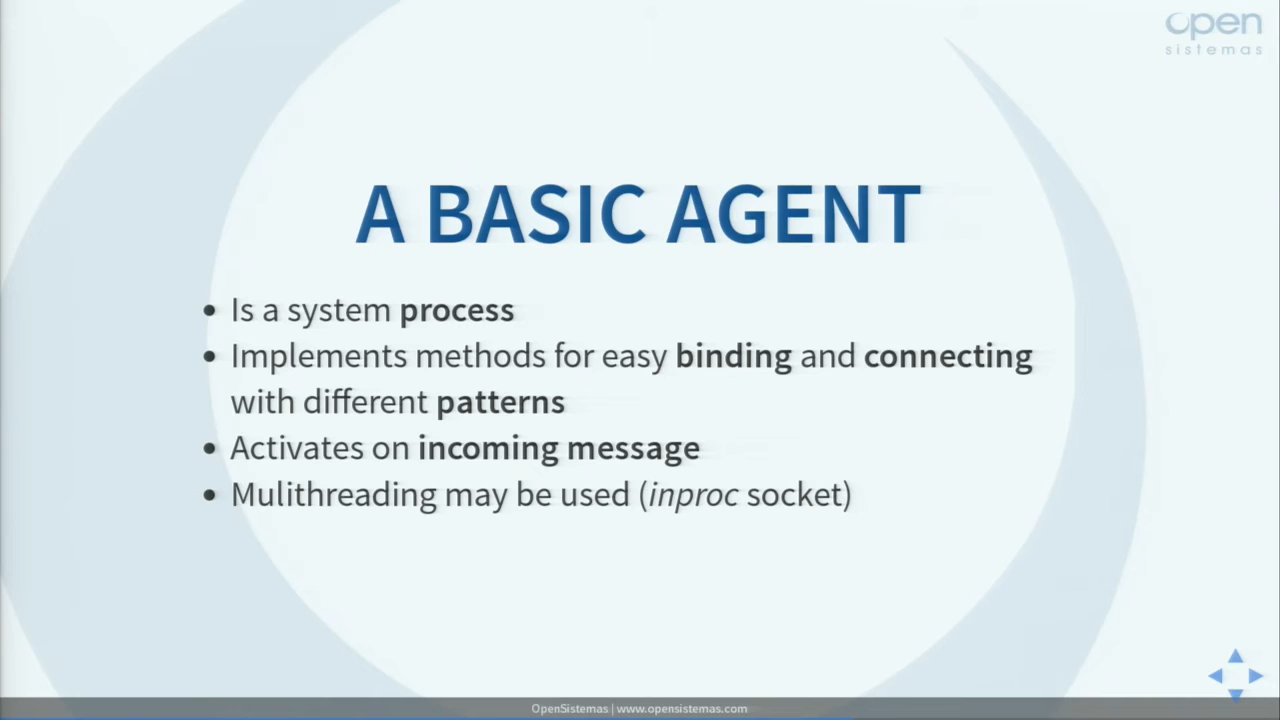 open
sistemas
A BASIC AGENT
• Is a system process
• Implements methods for easy binding and connecting
with different patterns
• Activates on incoming message
• Mulithreading may be used (inproc socket)
OpenSistemas | www.opensistemas.com